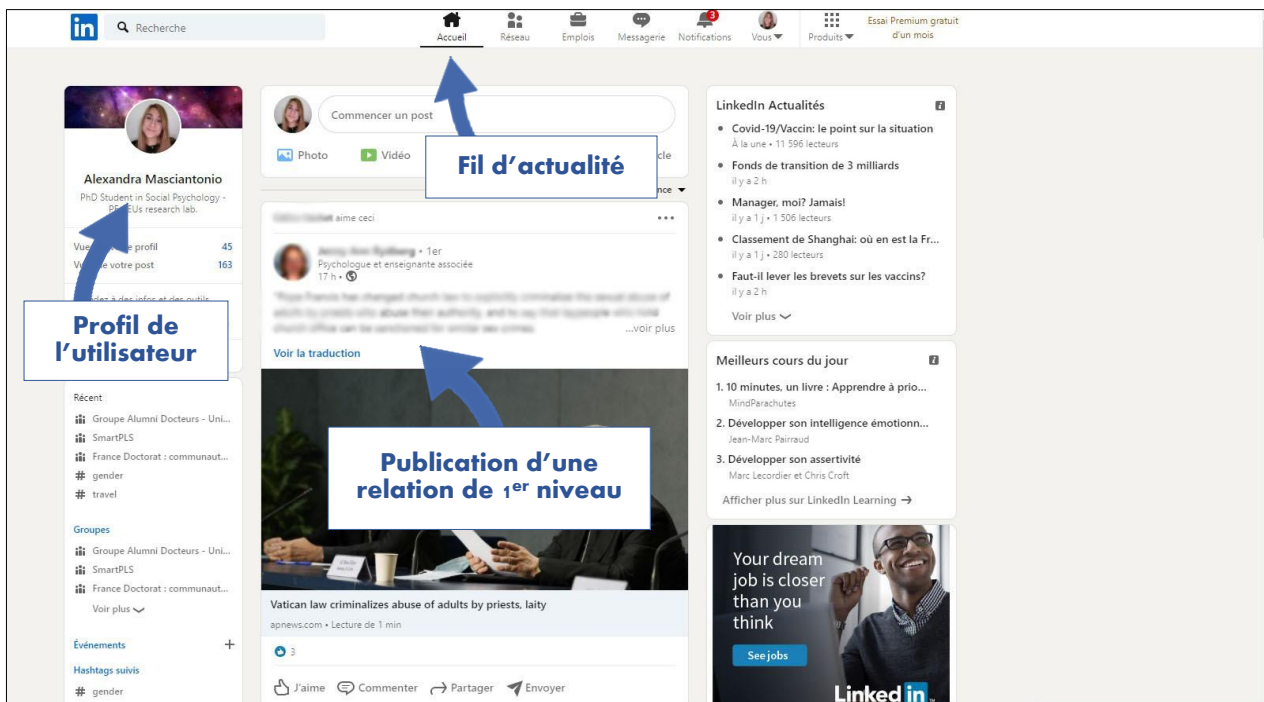 in
Recherche
Accueil
Réseau
Emplois
Messagerie
3
Notifications
Vous
Produits
Essai Premium gratuit
d'un mois
Alexandra Masciantonio
PhD Student in Social Psychology -
research lab.
profil 45
votre post 163
Profil de
l'utilisateur
Récent
Groupe Alumni Docteurs - Uni...
SmartPLS
France Doctorat : communaut...
# gender
# travel
Groupes
Groupe Alumni Docteurs - Uni...
SmartPLS
France Doctorat : communaut...
Voir plus
Événements +
Hashtags suivis
# gender
Commencer un post
Photo
Vidéo
Fil d'actualité
aime ceci
• 1er
Psychologue et enseignante associée
17 h •
...voir plus
Voir la traduction
Publication d'une
relation de 1er niveau
Vatican law criminalizes abuse of adults by priests, laity
apnews.com • Lecture de 1 min
3
J'aime
Commenter
Partager
Envoyer
LinkedIn Actualités
• Covid-19/Vaccin: le point sur la situation
À la une • 11 596 lecteurs
• Fonds de transition de 3 milliards
il y a 2 h
• Manager, moi? Jamais!
il y a 1 j • 1 506 lecteurs
• Classement de Shanghai: où en est la Fr...
il y a 1 j • 280 lecteurs
• Faut-il lever les brevets sur les vaccins?
il y a 2 h
Voir plus
Meilleurs cours du jour
1. 10 minutes, un livre : Apprendre à prio...
MindParachutes
2. Développer son intelligence émotionn...
Jean-Marc Pairraud
3. Développer son assertivité
Marc Lecordier et Chris Croft
Afficher plus sur LinkedIn Learning →
Your dream
job is closer
than you
think
See jobs
Linked in